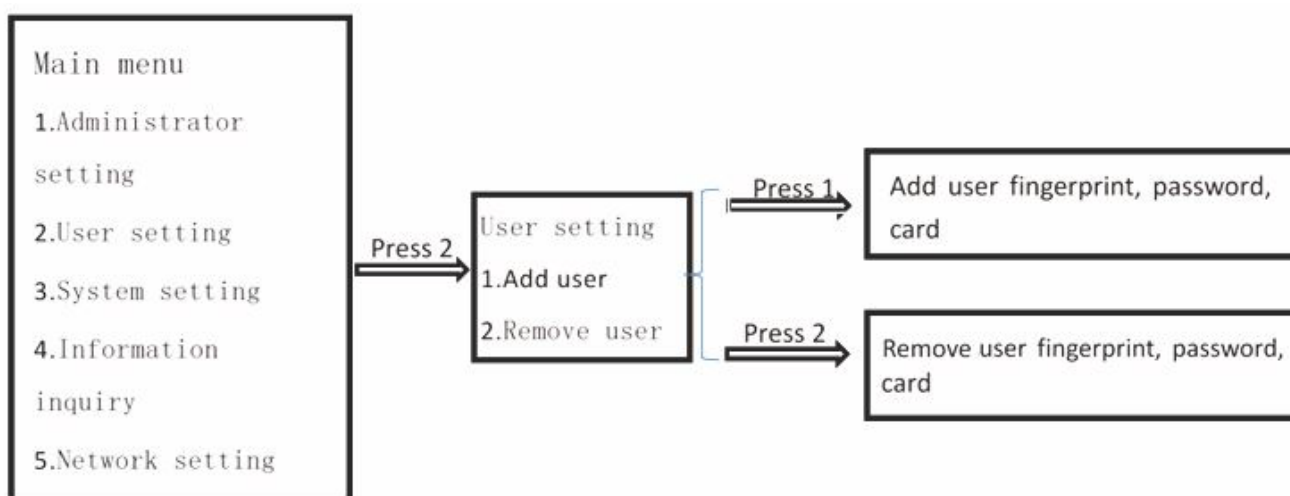 Main menu
1.Administrator
setting
2.User setting
3.System setting
4.Information
inquiry
5.Network setting
Press 2
User setting
1.Add user
2.Remove user
Press 1
Add user fingerprint, password,
card
Press 2
Remove user fingerprint, password,
card